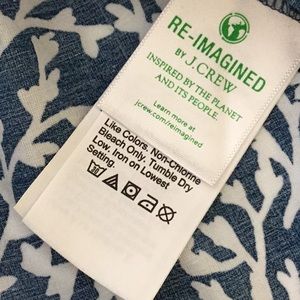 RE-IMAGINED
BY J.CREW
INSPIRED BY THE PLANET
AND ITS PEOPLE.
Learn more at
jcrew.com/reimagined
Like Colors. Non-Chlorine
Bleach Only. Tumble Dry
Low. Iron on Lowest
Setting.